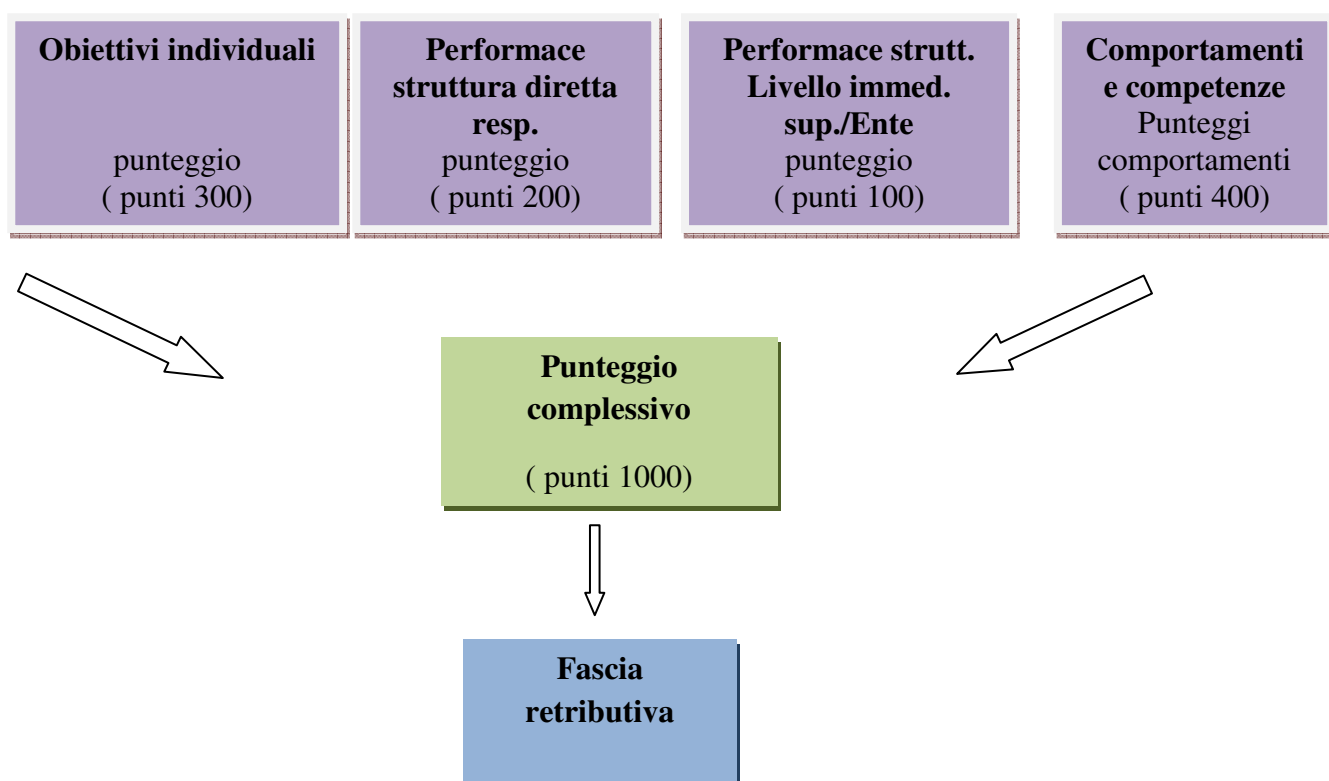 Obiettivi individuali
punteggio
( punti 300)
Performace
struttura diretta
resp.
punteggio
( punti 200)
Performace strutt.
Livello immed.
sup./Ente
punteggio
( punti 100)
Comportamenti
e competenze
Punteggi
comportamenti
( punti 400)
Punteggio
complessivo
( punti 1000)
Fascia
retributiva